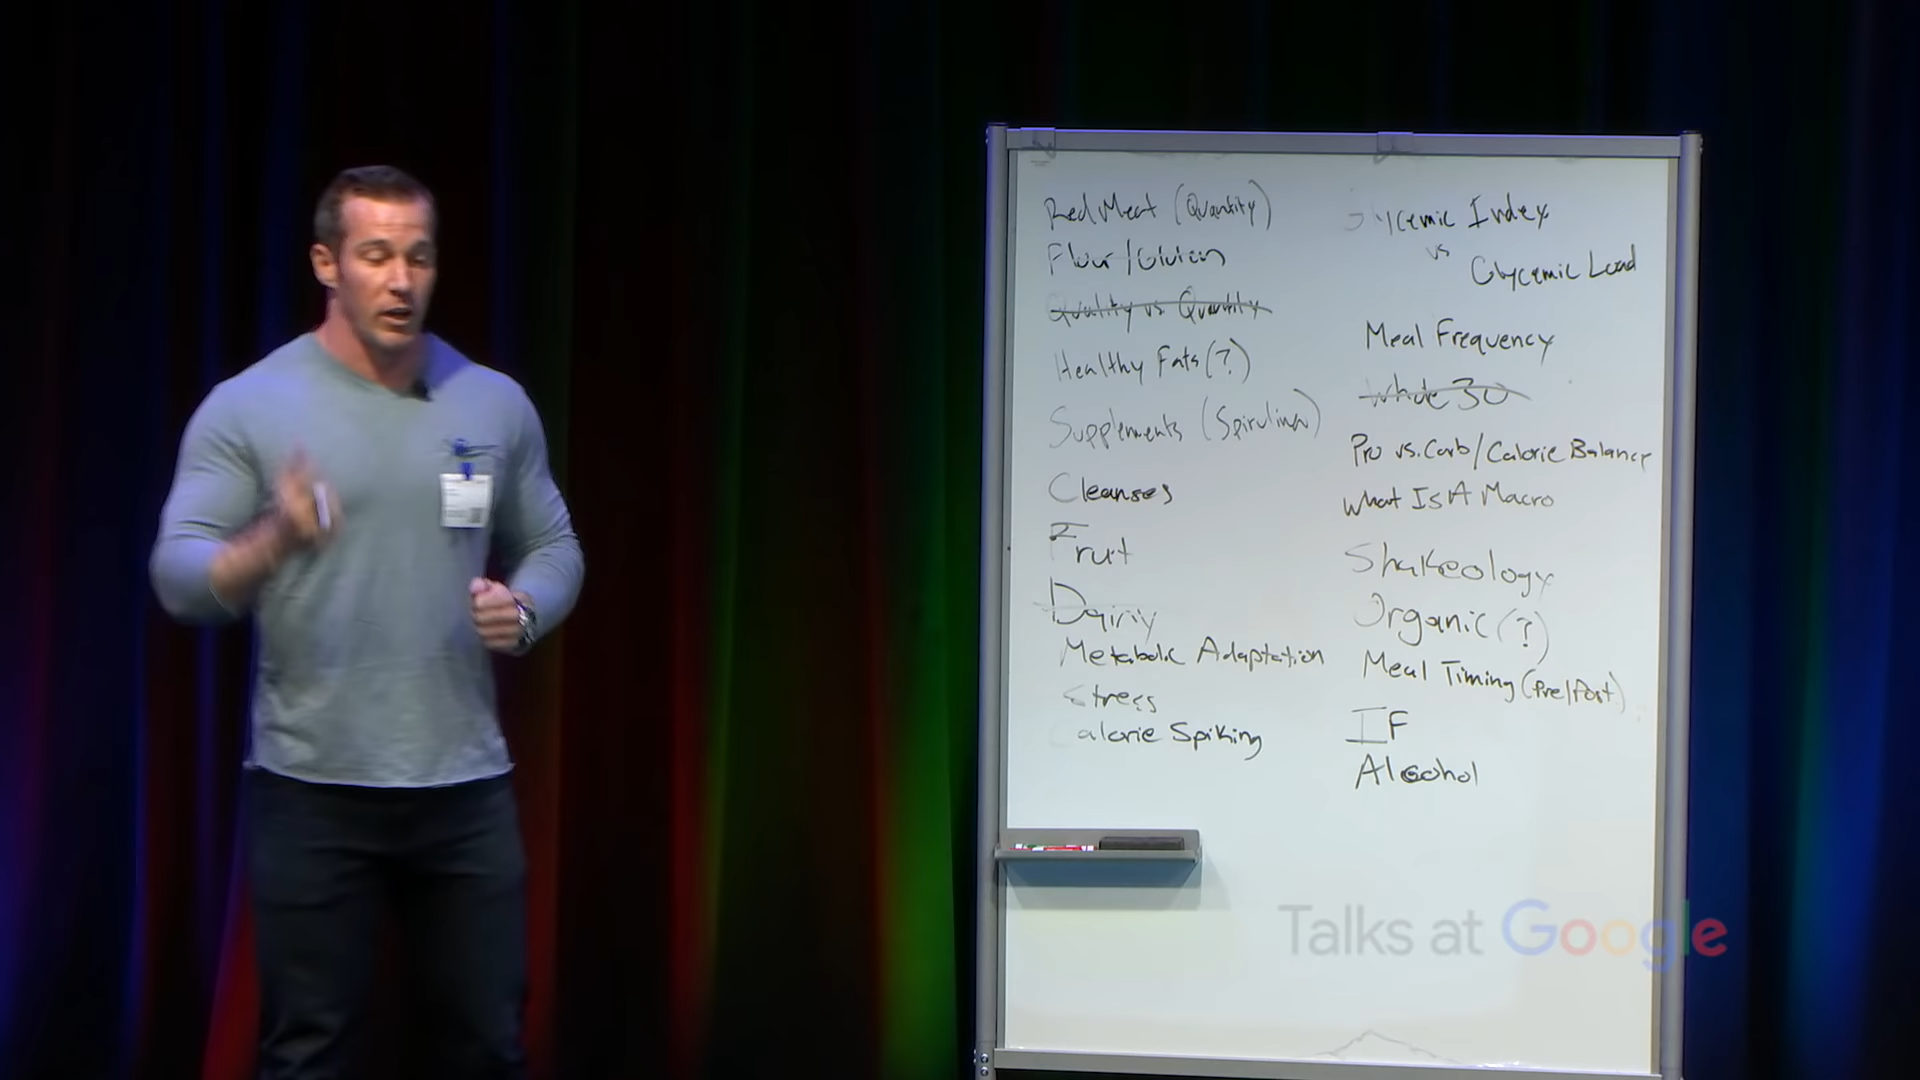 Red Meat (Quantity)
Flour/Gluten
Quality vs Quantity
Healthy Fats (?)
Supplements (Spirulina)
Cleanses
Fruit
Dairiy
Metabolic Adaptation
Stress
Calorie Spiking
Glycemic Index
vs
Glycemic Load
Meal Frequency
Whole 30
Pro vs. Carb/Calorie Balance
What Is A Macro
Shakeology
Organic (?)
Meal Timing (Pre/Post)
IF
Alcohol
Talks at Google